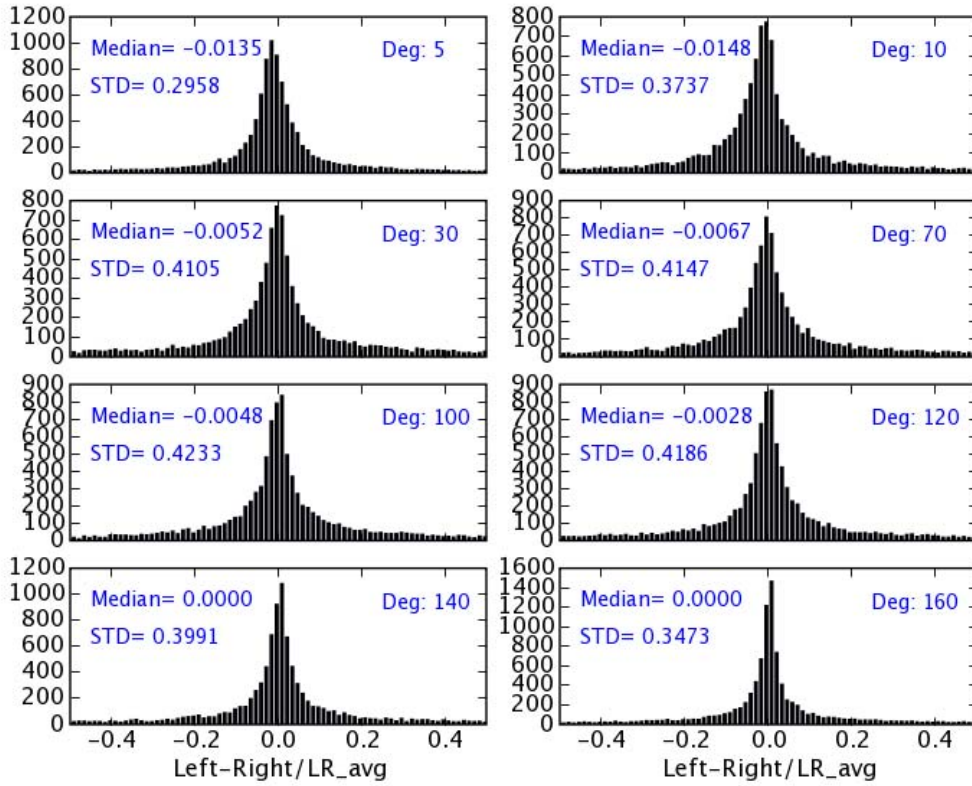 1200
1000
800
600
400
200
0
Median= -0.0135
Deg: 5
STD= 0.2958
800
700
600
500
400
300
200
100
0
Median= -0.0148
Deg: 10
STD= 0.3737
800
700
600
500
400
300
200
100
0
Median= -0.0052
Deg: 30
STD= 0.4105
900
800
700
600
500
400
300
200
100
0
Median= -0.0067
Deg: 70
STD= 0.4147
900
800
700
600
500
400
300
200
100
0
Median= -0.0048
Deg: 100
STD= 0.4233
900
800
700
600
500
400
300
200
100
0
Median= -0.0028
Deg: 120
STD= 0.4186
1200
1000
800
600
400
200
0
Median= 0.0000
Deg: 140
STD= 0.3991
-0.4 -0.2 0.0 0.2 0.4
Left-Right/LR_avg
1600
1400
1200
1000
800
600
400
200
0
Median= 0.0000
Deg: 160
STD= 0.3473
-0.4 -0.2 0.0 0.2 0.4
Left-Right/LR_avg